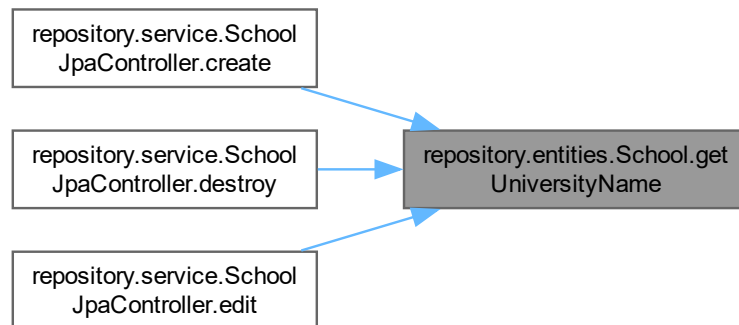 repository.service.School
JpaController.create
repository.service.School
JpaController.destroy
repository.entities.School.get
UniversityName
repository.service.School
JpaController.edit